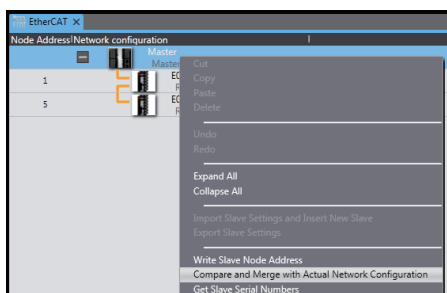 EtherCAT
Node Address|Network configuration
Master
Master
1
5
Cut
Copy
Paste
Delete
Undo
Redo
Expand All
Collapse All
Import Slave Settings and Insert New Slave
Export Slave Settings
Write Slave Node Address
Compare and Merge with Actual Network Configuration
Get Slave Serial Numbers